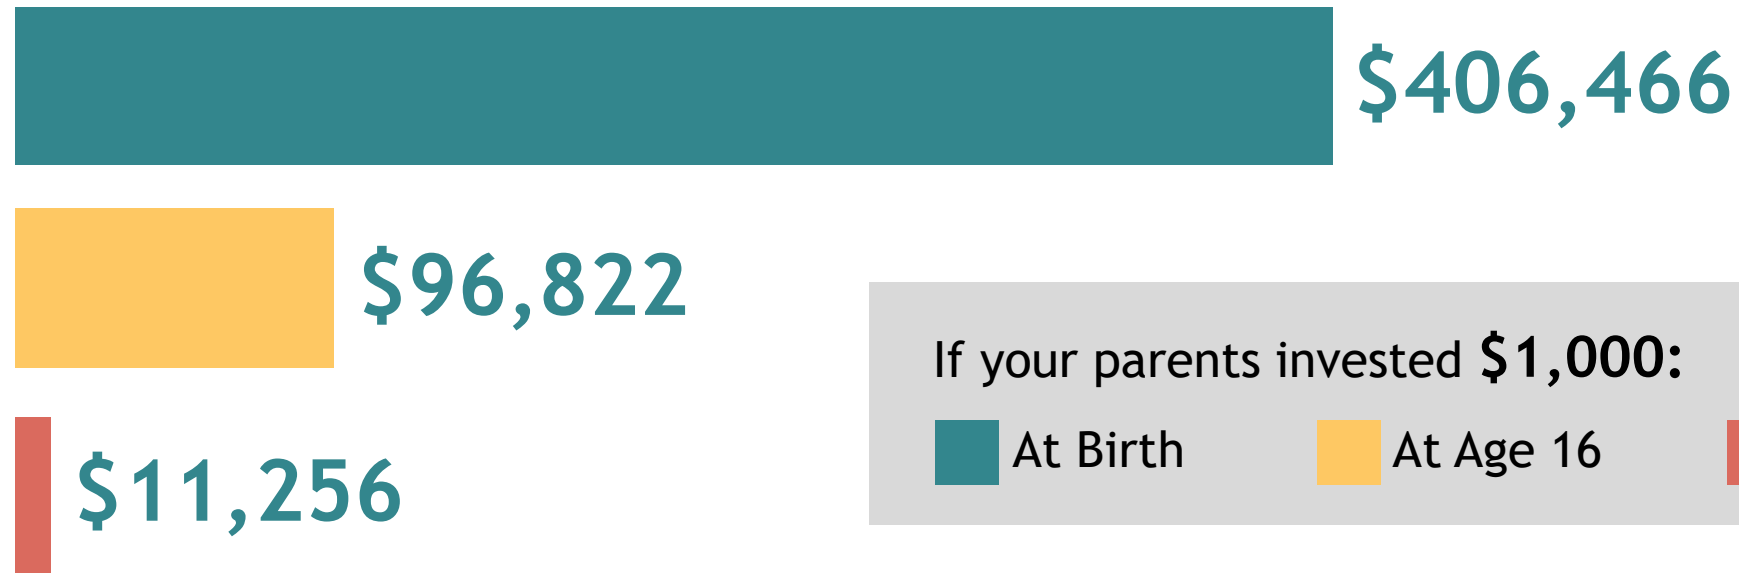 $406,466
$96,822
$11,256
If your parents invested $1,000:
At Birth At Age 16